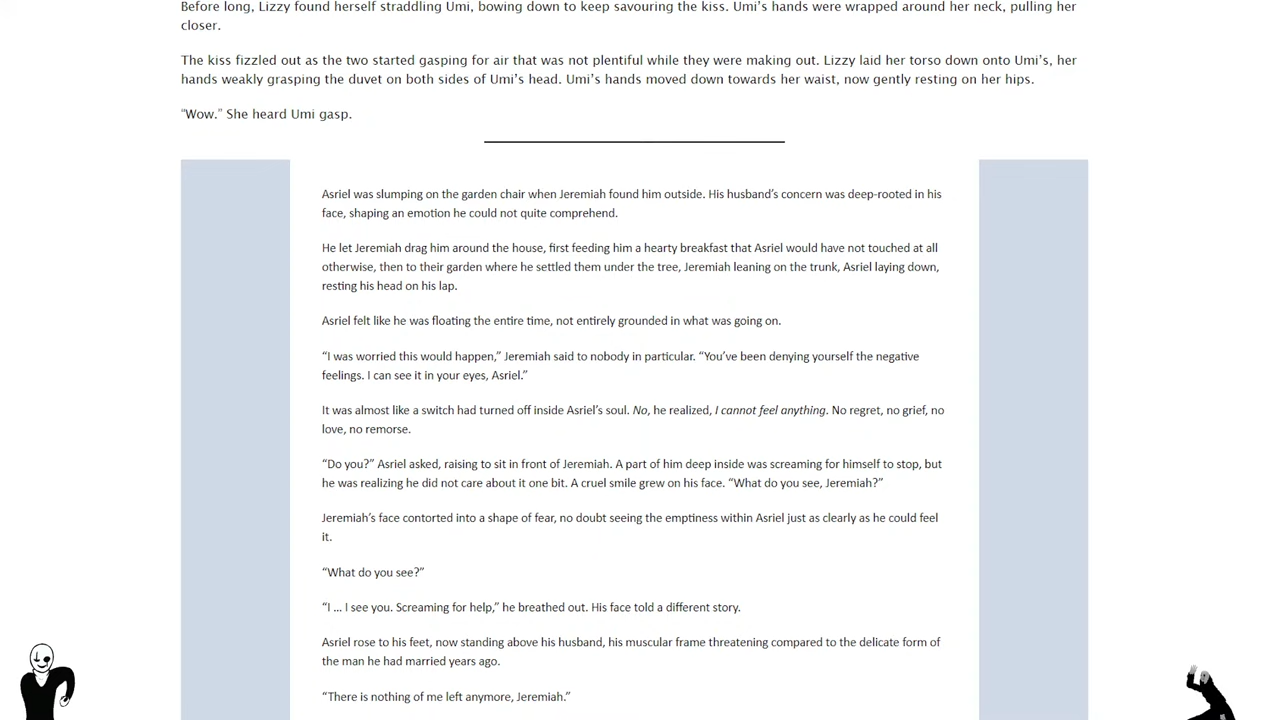 Before long, Lizzy found herself straddling Umi, bowing down to keep savouring the kiss. Umi’s hands were wrapped around her neck, pulling her
closer.
The kiss fizzled out as the two started gasping for air that was not plentiful while they were making out. Lizzy laid her torso down onto Umi’s, her
hands weakly grasping the duvet on both sides of Umi’s head. Umi’s hands moved down towards her waist, now gently resting on her hips.
“Wow.” She heard Umi gasp.
Asriel was slumping on the garden chair when Jeremiah found him outside. His husband’s concern was deep-rooted in his
face, shaping an emotion he could not quite comprehend.
He let Jeremiah drag him around the house, first feeding him a hearty breakfast that Asriel would have not touched at all
otherwise, then to their garden where he settled them under the tree, Jeremiah leaning on the trunk, Asriel laying down,
resting his head on his lap.
Asriel felt like he was floating the entire time, not entirely grounded in what was going on.
“I was worried this would happen,” Jeremiah said to nobody in particular. “You’ve been denying yourself the negative
feelings. I can see it in your eyes, Asriel.”
It was almost like a switch had turned off inside Asriel’s soul. No, he realized, I cannot feel anything. No regret, no grief, no
love, no remorse.
“Do you?” Asriel asked, raising to sit in front of Jeremiah. A part of him deep inside was screaming for himself to stop, but
he was realizing he did not care about it one bit. A cruel smile grew on his face. “What do you see, Jeremiah?”
Jeremiah’s face contorted into a shape of fear, no doubt seeing the emptiness within Asriel just as clearly as he could feel
it.
“What do you see?”
“I ... I see you. Screaming for help,” he breathed out. His face told a different story.
Asriel rose to his feet, now standing above his husband, his muscular frame threatening compared to the delicate form of
the man he had married years ago.
“There is nothing of me left anymore, Jeremiah.”